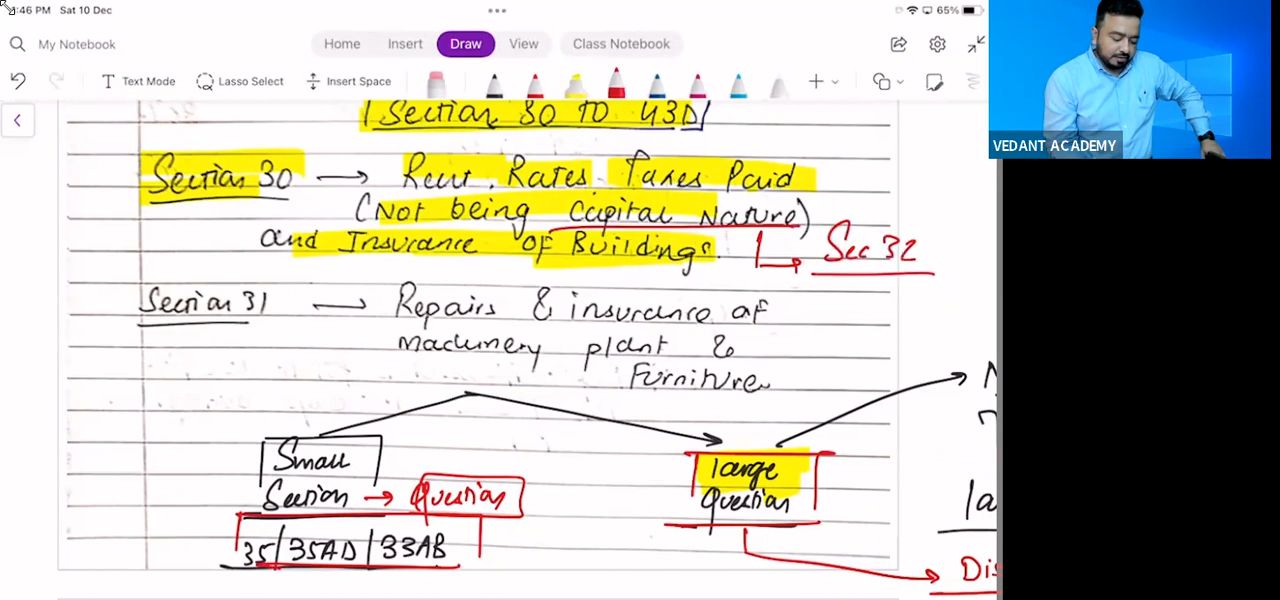 :46 PM Sat 10 Dec
65%
My Notebook
Home Insert Draw View Class Notebook
Text Mode Lasso Select Insert Space
VEDANT ACADEMY
Section 30 TO 43D
Section 30 → Rent, Rates, Taxes Paid
(Not being Capital Nature)
and Insurance of Buildings.
Sec 32
Section 31 → Repairs & insurance of
machinery plant &
Furniture
Small
Section → Question
35/35AD/33AB
large
Question
N
la
Dis